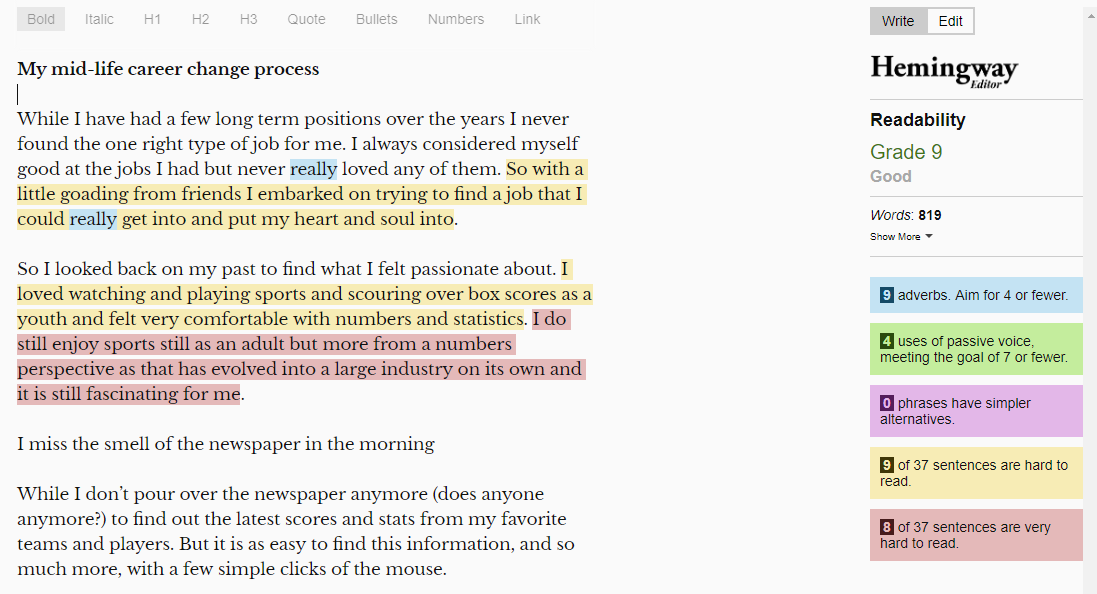 Bold Italic H1 H2 H3 Quote Bullets Numbers Link
Write Edit
My mid-life career change process
While I have had a few long term positions over the years I never
found the one right type of job for me. I always considered myself
good at the jobs I had but never really loved any of them. So with a
little goading from friends I embarked on trying to find a job that I
could really get into and put my heart and soul into.
So I looked back on my past to find what I felt passionate about. I
loved watching and playing sports and scouring over box scores as a
youth and felt very comfortable with numbers and statistics. I do
still enjoy sports still as an adult but more from a numbers
perspective as that has evolved into a large industry on its own and
it is still fascinating for me.
I miss the smell of the newspaper in the morning
While I don’t pour over the newspaper anymore (does anyone
anymore?) to find out the latest scores and stats from my favorite
teams and players. But it is as easy to find this information, and so
much more, with a few simple clicks of the mouse.
Hemingway
Editor
Readability
Grade 9
Good
Words: 819
Show More
9 adverbs. Aim for 4 or fewer.
4 uses of passive voice,
meeting the goal of 7 or fewer.
0 phrases have simpler
alternatives.
9 of 37 sentences are hard to
read.
8 of 37 sentences are very
hard to read.